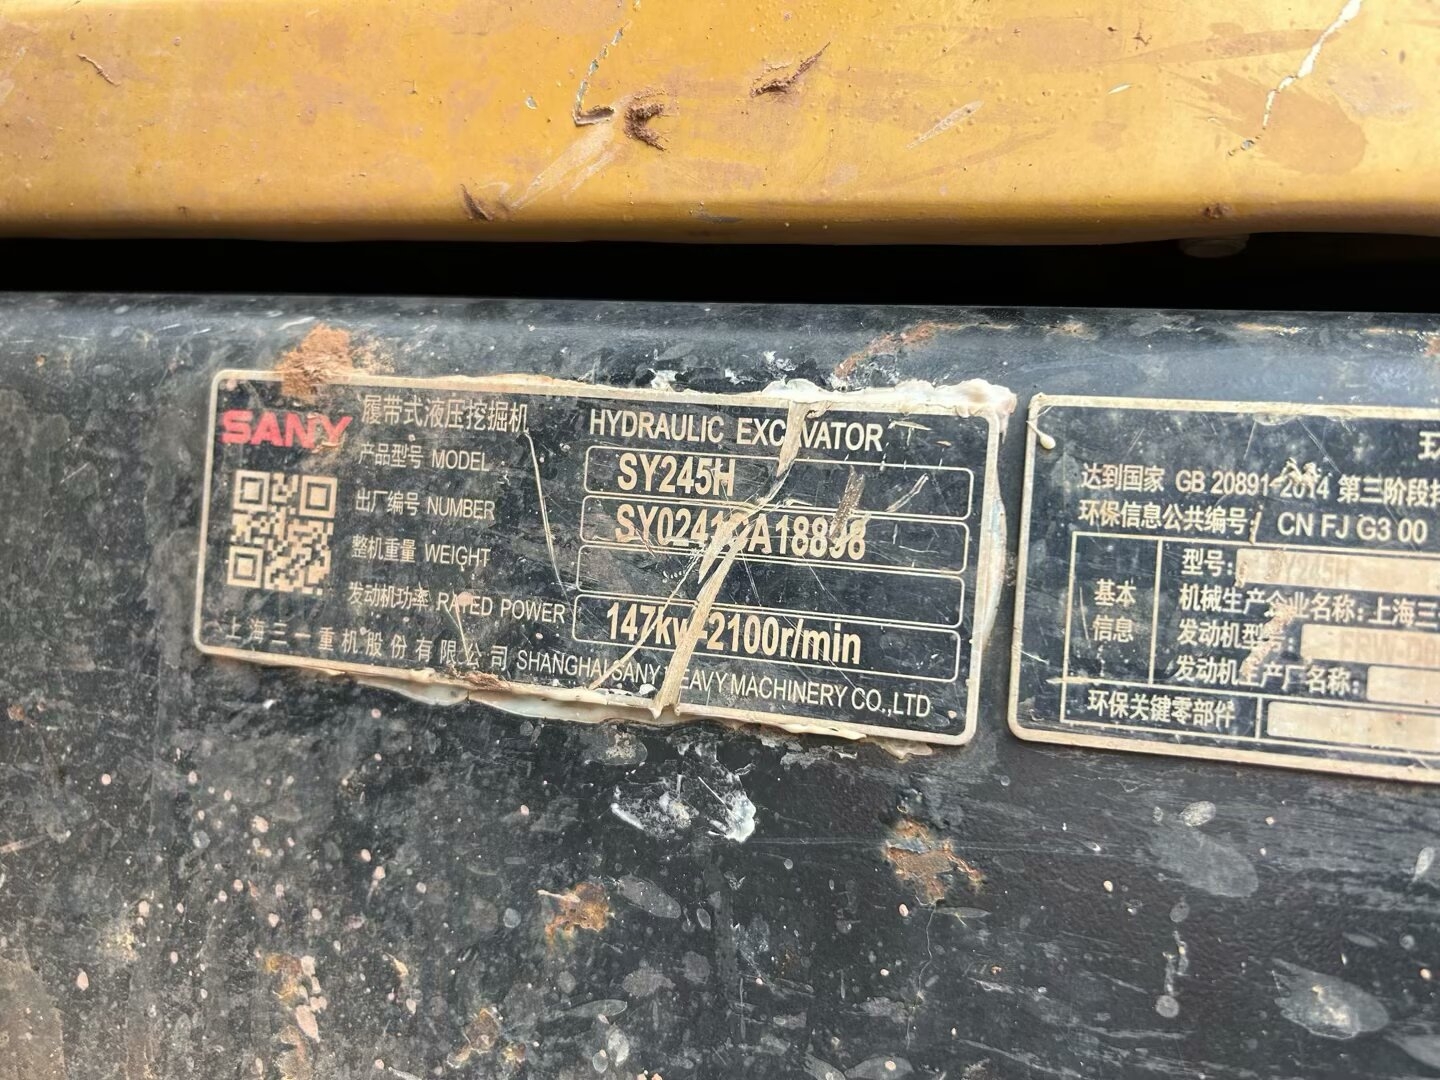 SANY 履带式液压挖掘机 HYDRAULIC EXCAVATOR
产品型号 MODEL SY245H
出厂编号 NUMBER
整机重量 WEIGHT
发动机功率 RATED POWER 147kw-2100r/min
上海三一重机股份有限公司 SHANGHAI SANY HEAVY MACHINERY CO.,LTD
达到国家 GB 20891-2014 第三阶段
环保信息公共编号: CN FJ G3 00
基本信息
型号: SY245H
机械生产企业名称: 上海三
发动机型号:
发动机生产厂名称:
环保关键零部件